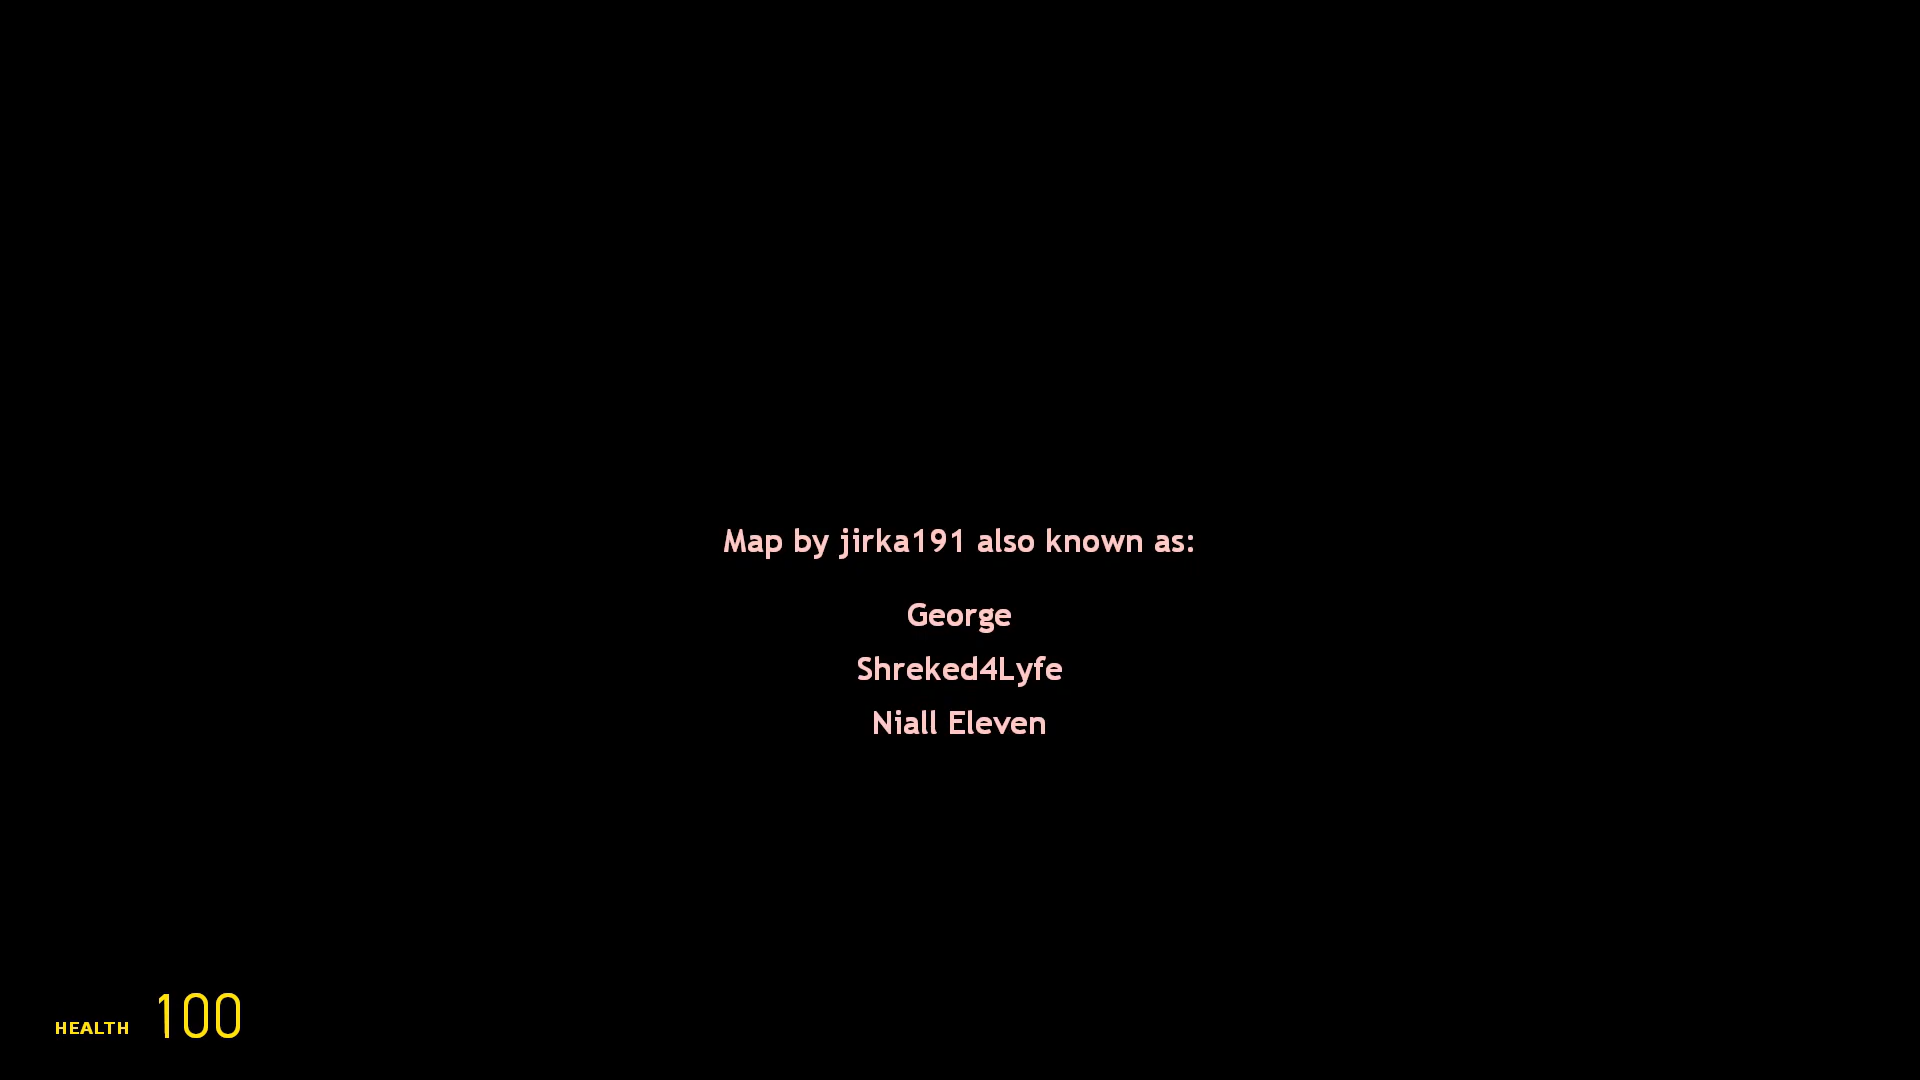 Map by jirka191 also known as:
George
Shreked4Lyfe
Niall Eleven
HEALTH 100